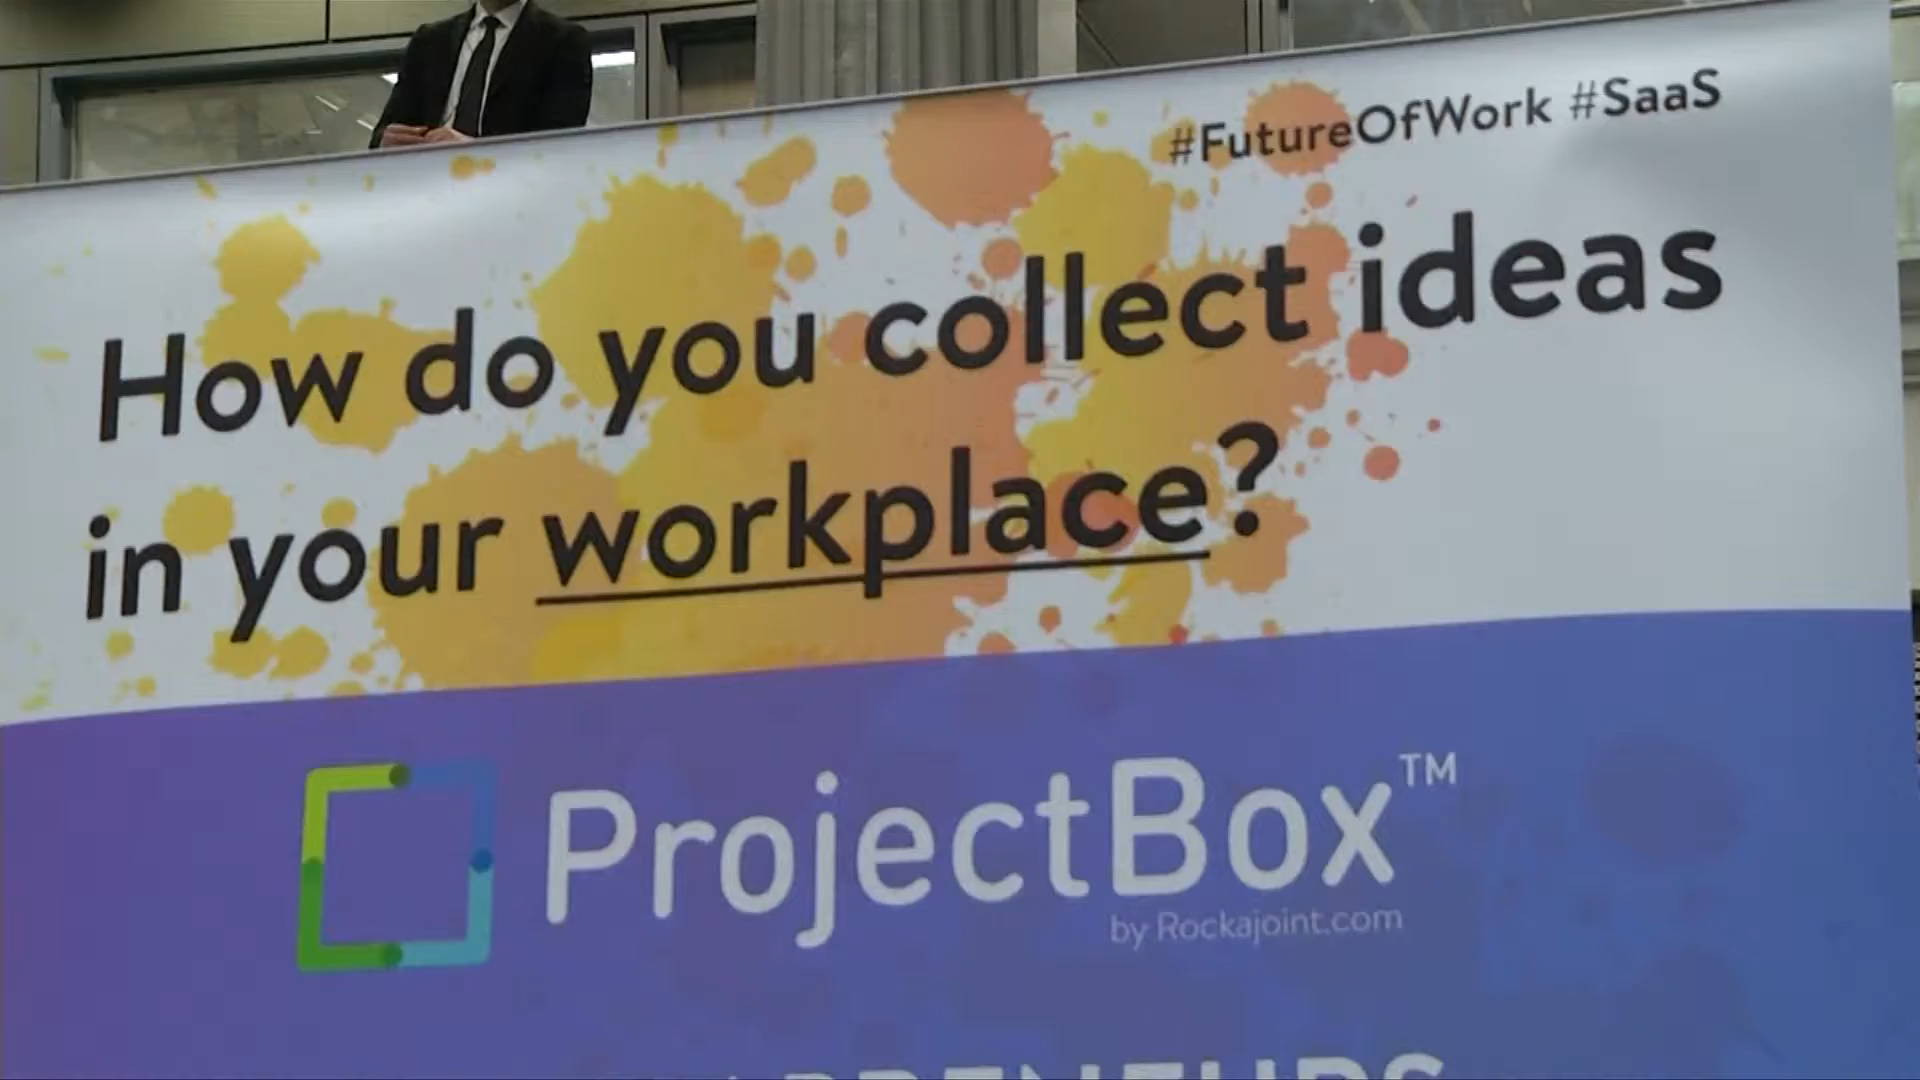 #FutureOfWork #SaaS
How do you collect ideas
in your workplace?
ProjectBox™
by Rockajoint.com